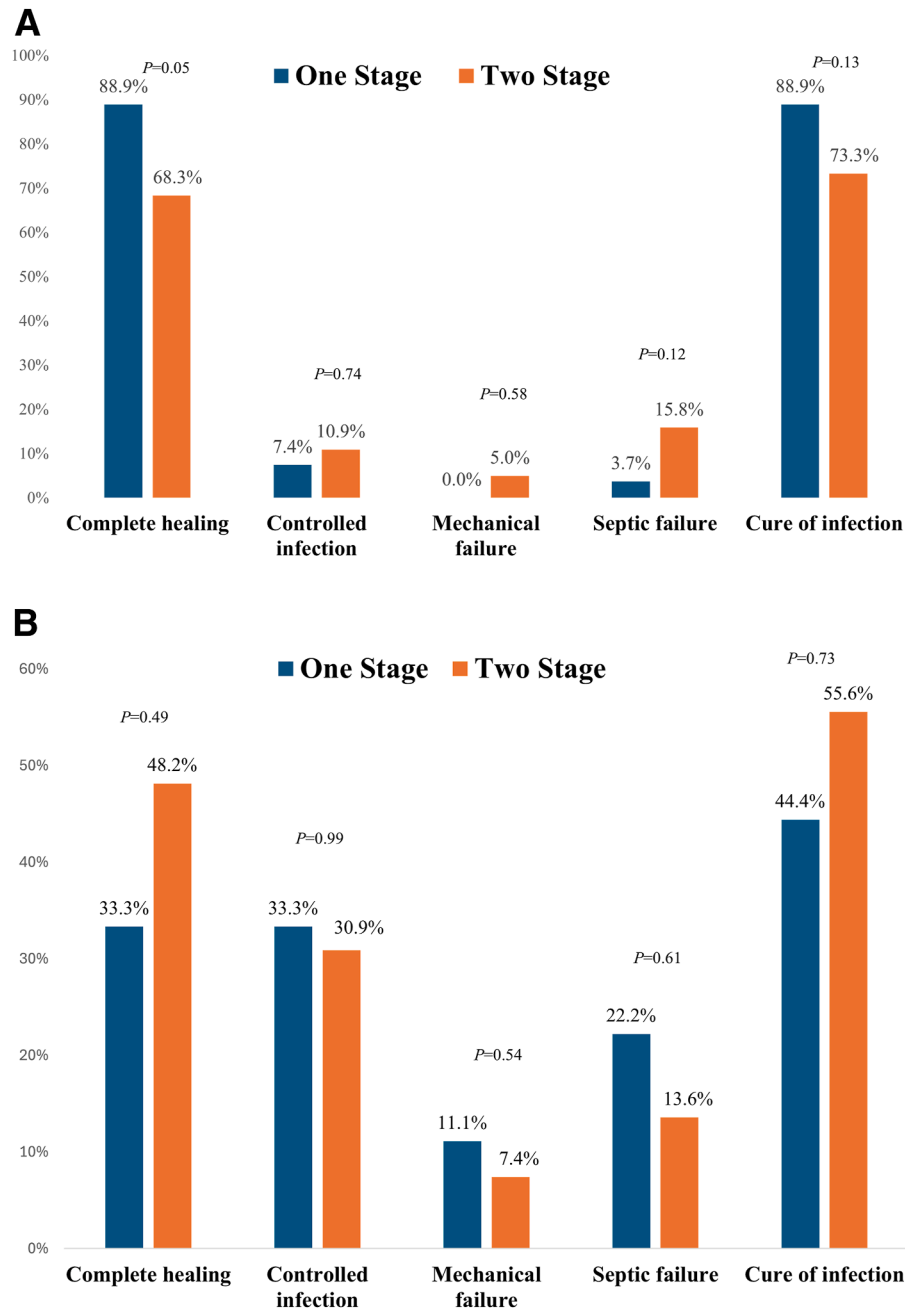 A
100%
90%
80%
70%
60%
50%
40%
30%
20%
10%
0%
One Stage Two Stage
P=0.05
88.9%
68.3%
P=0.74
7.4%
10.9%
P=0.58
0.0%
5.0%
P=0.12
3.7%
15.8%
P=0.13
88.9%
73.3%
Complete healing
Controlled
infection
Mechanical
failure
Septic failure
Cure of infection
B
60%
50%
40%
30%
20%
10%
0%
One Stage Two Stage
P=0.49
33.3%
48.2%
P=0.99
33.3%
30.9%
P=0.54
11.1%
7.4%
P=0.61
22.2%
13.6%
P=0.73
44.4%
55.6%
Complete healing
Controlled
infection
Mechanical
failure
Septic failure
Cure of infection